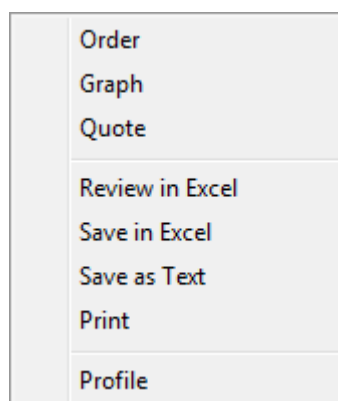 Order
Graph
Quote
Review in Excel
Save in Excel
Save as Text
Print
Profile